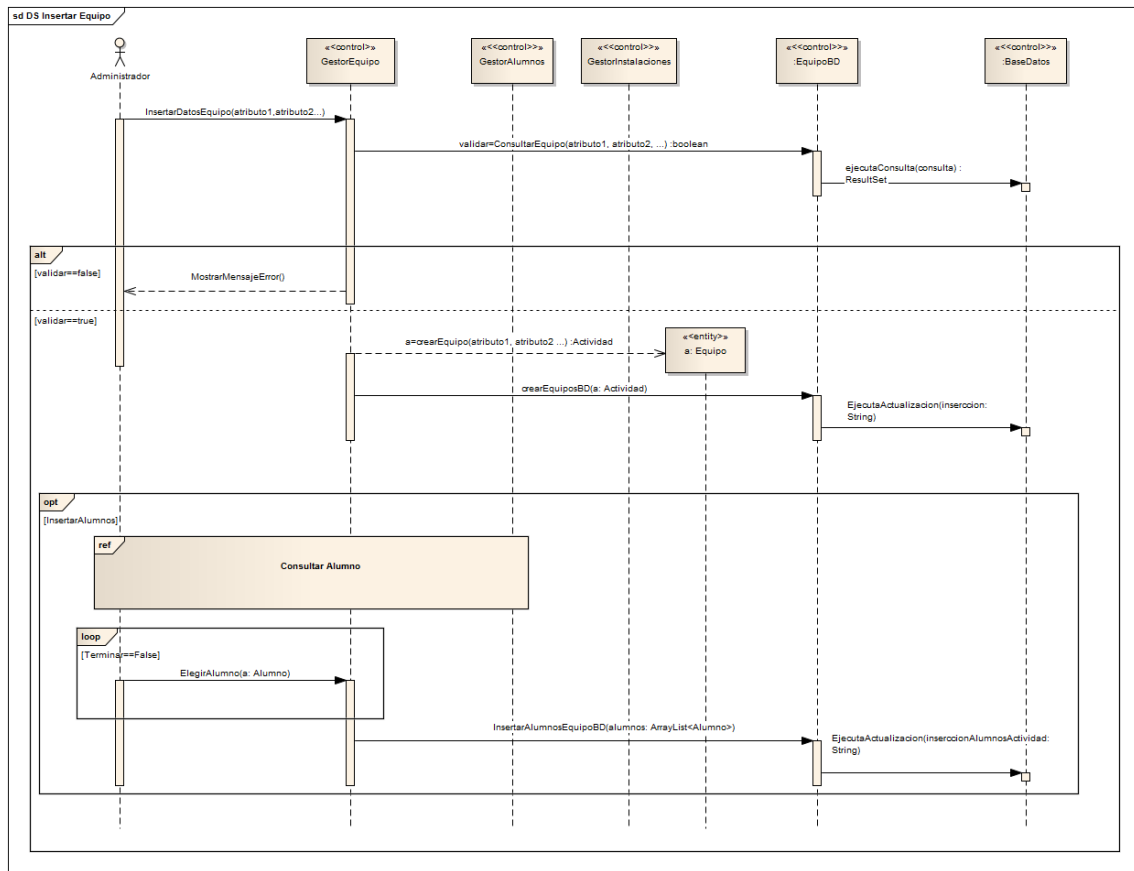 sd DS Insertar Equipo
Administrador
«<control>»
GestorEquipo
«<<control>>»
GestorAlumnos
«<<control>>»
GestorInstalaciones
«<<control>>»
:EquipoBD
«<<control>>»
:BaseDatos
InsertarDatosEquipo(atributo1,atributo2...)
validar=ConsultarEquipo(atributo1, atributo2, ...) :boolean
ejecutaConsulta(consulta) :
ResultSet
alt
[validar==false]
MostrarMensajeError()
[validar==true]
a=crearEquipo(atributo1, atributo2 ...) :Actividad
«<entity>»
a: Equipo
crearEquiposBD(a: Actividad)
EjecutaActualizacion(inserccion:
String)
opt
[InsertarAlumnos]
ref
Consultar Alumno
loop
[Terminar==False]
ElegirAlumno(a: Alumno)
InsertarAlumnosEquipoBD(alumnos: ArrayList<Alumno>)
EjecutaActualizacion(inserccionAlumnosActividad:
String)